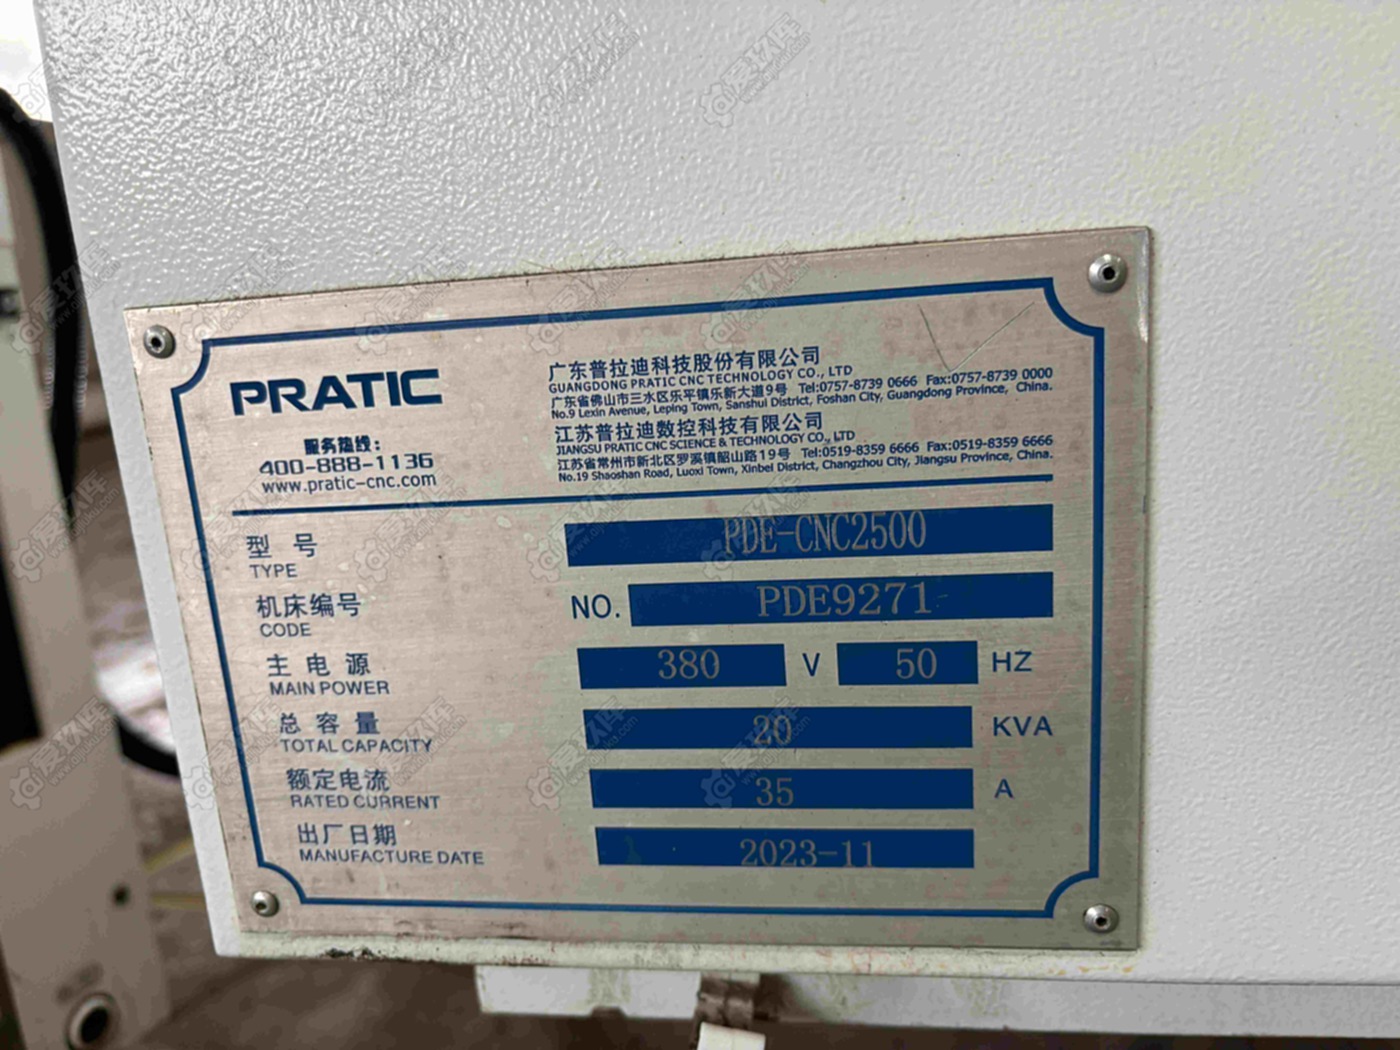 PRATIC
服务热线：
400-888-1136
www.pratic-cnc.com
广东普拉迪科技股份有限公司
GUANGDONG PRATIC CNC TECHNOLOGY CO., LTD
广东省佛山市三水区乐平镇乐新大道9号 Tel:0757-8739 0666 Fax:0757-8739 0000
No.9 Lexin Avenue, Leping Town, Sanshui District, Foshan City, Guangdong Province, China.
江苏普拉迪数控科技有限公司
JIANGSU PRATIC CNC SCIENCE & TECHNOLOGY CO., LTD
江苏省常州市新北区罗溪镇韶山路19号 Tel:0519-8359 6666 Fax:0519-8359 6666
No.19 Shaoshan Road, Luoxi Town, Xinbei District, Changzhou City, Jiangsu Province, China.
型号 PDE-CNC2500
TYPE
机床编号 NO. PDE9271
CODE
主电源 380 V 50 HZ
MAIN POWER
总容量 20 KVA
TOTAL CAPACITY
额定电流 35 A
RATED CURRENT
出厂日期 2023-11
MANUFACTURE DATE